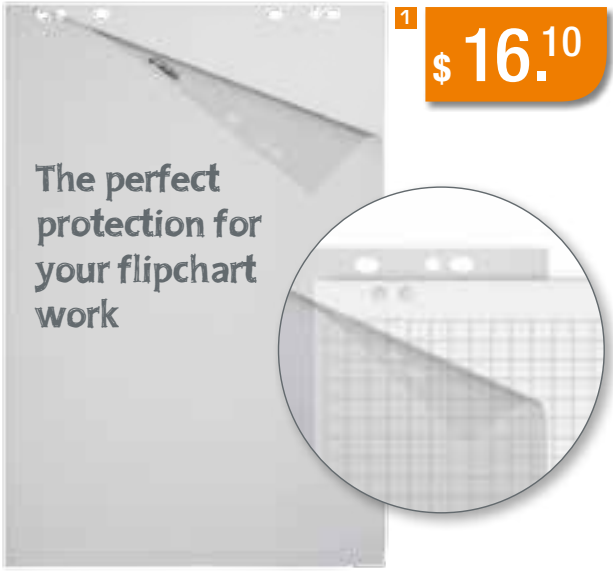 1
$ 16.10
The perfect
protection for
your flipchart
work